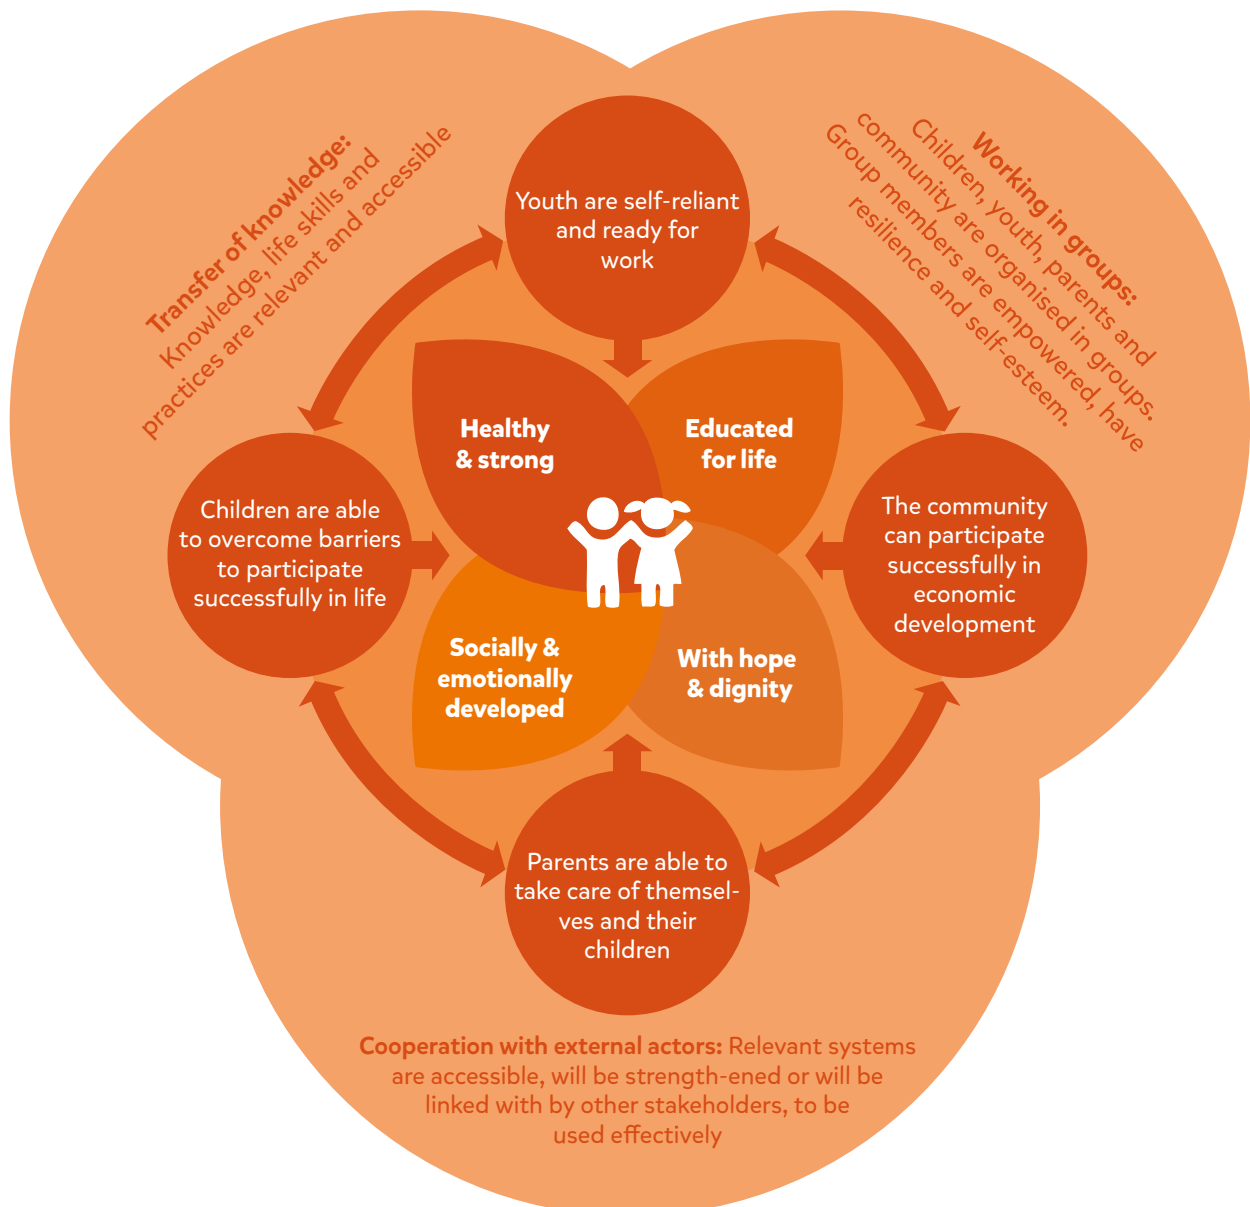 Transfer of knowledge:
Knowledge, life skills and
practices are relevant and accessible
Working in groups:
Children, youth, parents and
community are organised in groups.
Group members are empowered, have
resilience and self-esteem.
Youth are self-reliant
and ready for
work
Healthy
& strong
Educated
for life
Children are able
to overcome barriers
to participate
successfully in life
The community
can participate
successfully in
economic
development
Socially &
emotionally
developed
With hope
& dignity
Parents are able to
take care of themsel-
ves and their
children
Cooperation with external actors: Relevant systems
are accessible, will be strength-ened or will be
linked with by other stakeholders, to be
used effectively